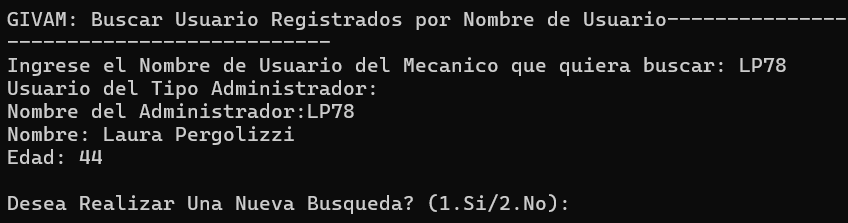 GIVAM: Buscar Usuario Registrados por Nombre de Usuario---------------
---------------------------
Ingrese el Nombre de Usuario del Mecanico que quiera buscar: LP78
Usuario del Tipo Administrador:
Nombre del Administrador:LP78
Nombre: Laura Pergolizzi
Edad: 44
Desea Realizar Una Nueva Busqueda? (1.Si/2.No):